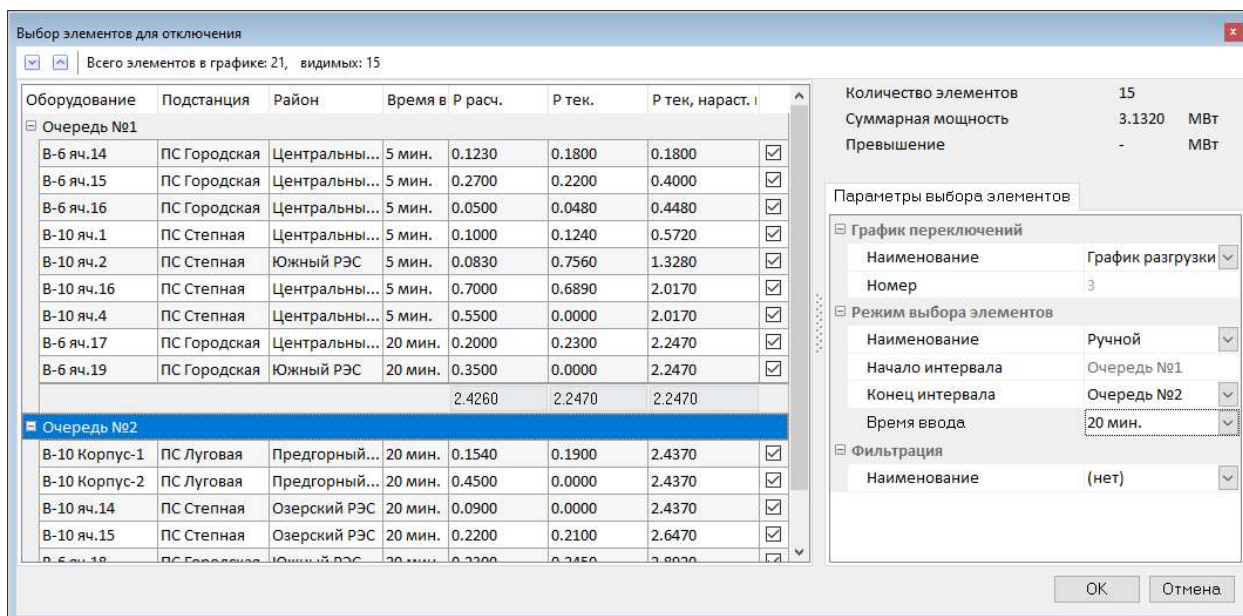 Выбор элементов для отключения
Всего элементов в графике: 21, видимых: 15
Оборудование Подстанция Район Время в Р расч. Р тек. Р тек, нараст.
Очередь №1
В-6 яч.14 ПС Городская Центральны... 5 мин. 0.1230 0.1800 0.1800
В-6 яч.15 ПС Городская Центральны... 5 мин. 0.2700 0.2200 0.4000
В-6 яч.16 ПС Городская Центральны... 5 мин. 0.0500 0.0480 0.4480
В-10 яч.1 ПС Степная Центральны... 5 мин. 0.1000 0.1240 0.5720
В-10 яч.2 ПС Степная Южный РЭС 5 мин. 0.0830 0.7560 1.3280
В-10 яч.16 ПС Степная Центральны... 5 мин. 0.7000 0.6890 2.0170
В-10 яч.4 ПС Степная Центральны... 5 мин. 0.5500 0.0000 2.0170
В-6 яч.17 ПС Городская Центральны... 20 мин. 0.2000 0.2300 2.2470
В-6 яч.19 ПС Городская Южный РЭС 20 мин. 0.3500 0.0000 2.2470
2.4260 2.2470 2.2470
Очередь №2
В-10 Корпус-1 ПС Луговая Предгорный... 20 мин. 0.1540 0.1900 2.4370
В-10 Корпус-2 ПС Луговая Предгорный... 20 мин. 0.4500 0.0000 2.4370
В-10 яч.14 ПС Степная Озерский РЭС 20 мин. 0.0900 0.0000 2.4370
В-10 яч.15 ПС Степная Озерский РЭС 20 мин. 0.2200 0.2100 2.6470
Количество элементов 15
Суммарная мощность 3.1320 МВт
Превышение - МВт
Параметры выбора элементов
График переключений
Наименование График разгрузки
Номер 3
Режим выбора элементов
Наименование Ручной
Начало интервала Очередь №1
Конец интервала Очередь №2
Время ввода 20 мин.
Фильтрация
Наименование (нет)
OK Отмена